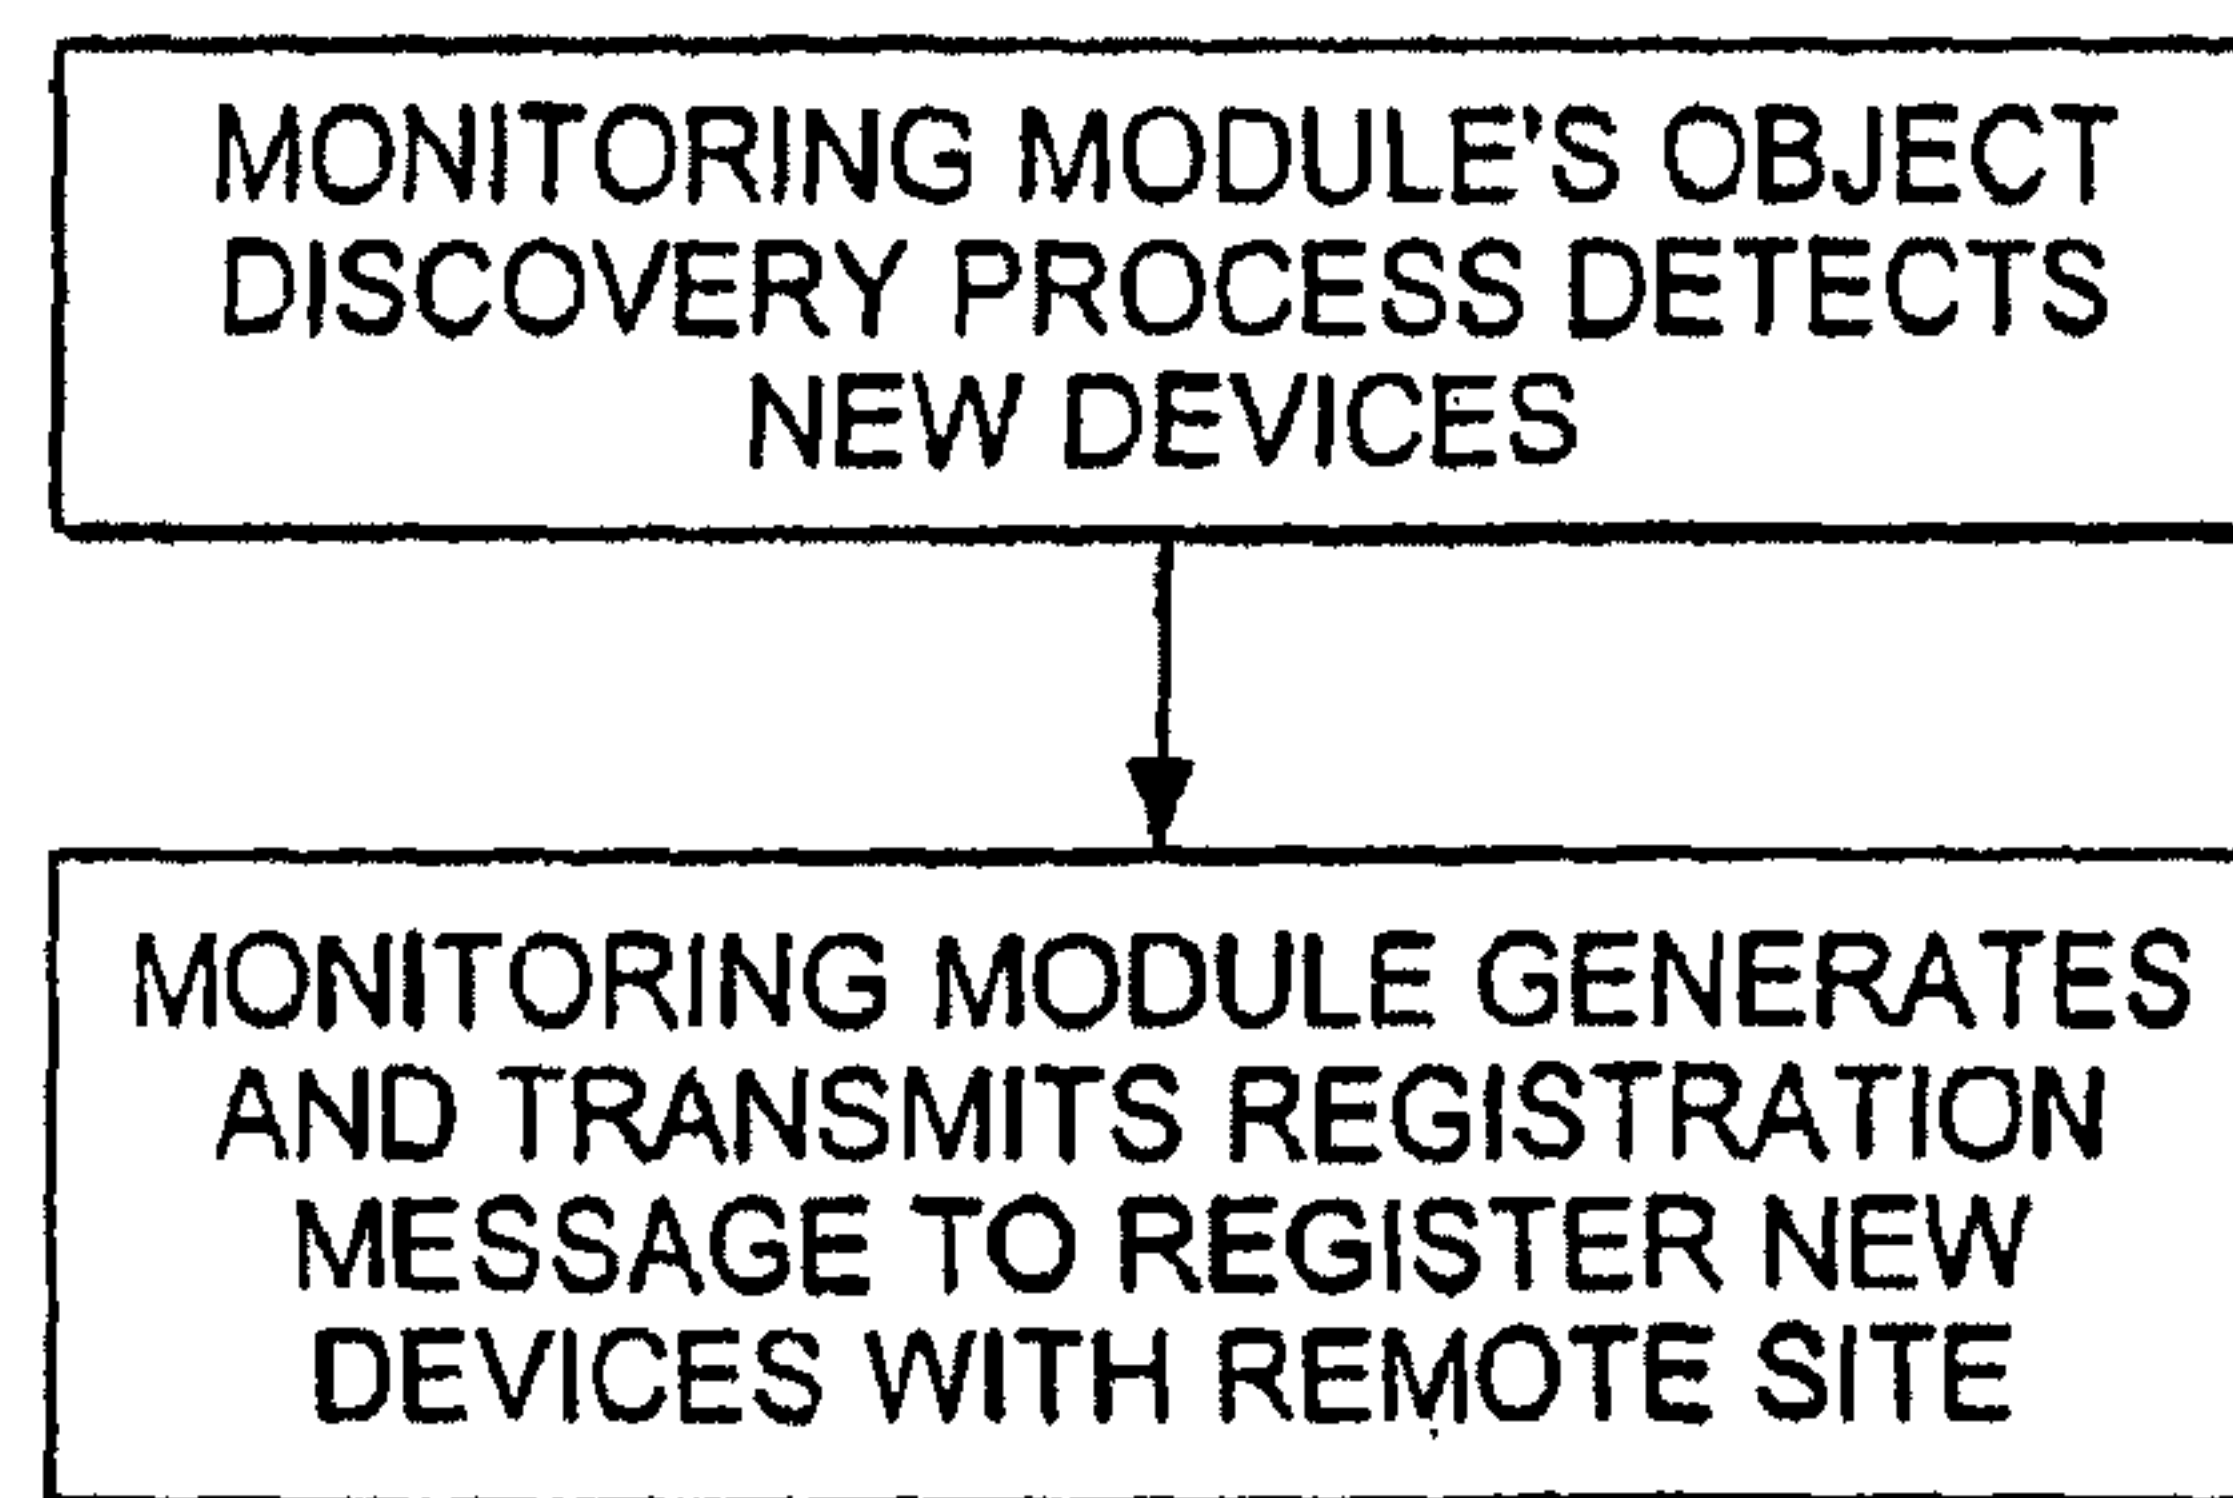 MONITORING MODULE'S OBJECT
DISCOVERY PROCESS DETECTS
NEW DEVICES
MONITORING MODULE GENERATES
AND TRANSMITS REGISTRATION
MESSAGE TO REGISTER NEW
DEVICES WITH REMOTE SITE